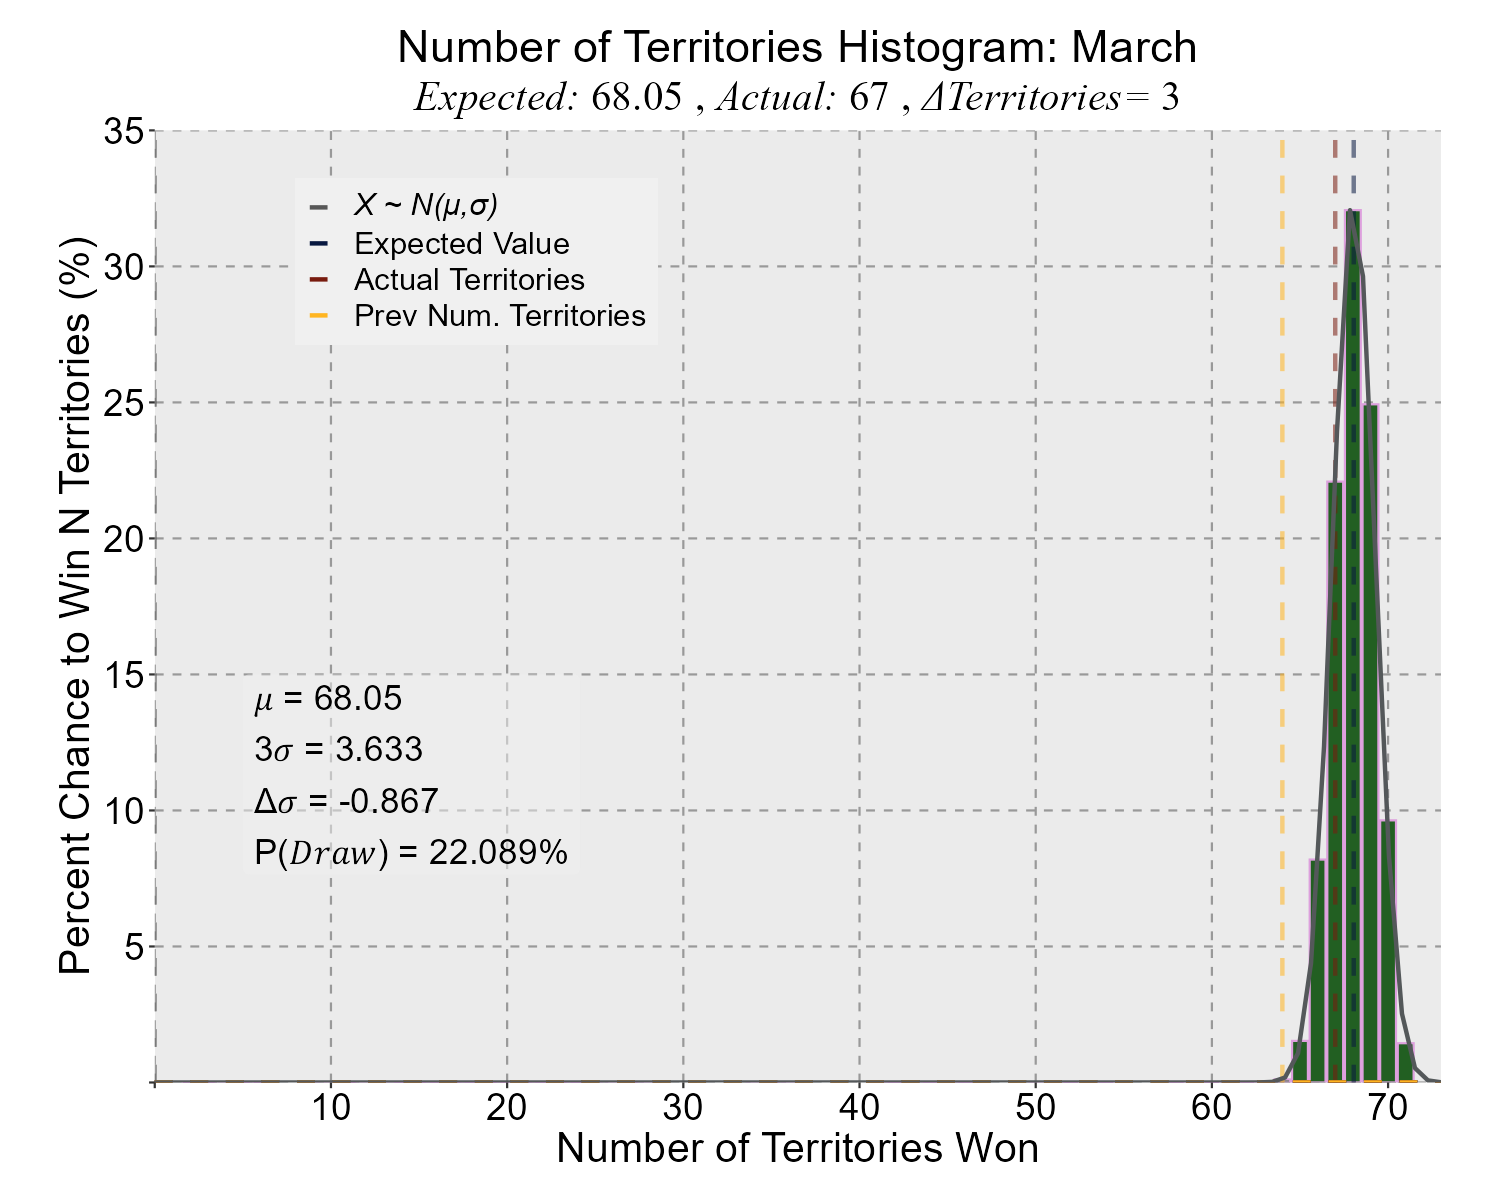 Number of Territories Histogram: March
Expected: 68.05 , Actual: 67 , ΔTerritories= 3
Percent Chance to Win N Territories (%)
35
30
25
20
15
10
5
X ~ N(μ,σ)
Expected Value
Actual Territories
Prev Num. Territories
μ = 68.05
3σ = 3.633
Δσ = -0.867
P(Draw) = 22.089%
10 20 30 40 50 60 70
Number of Territories Won